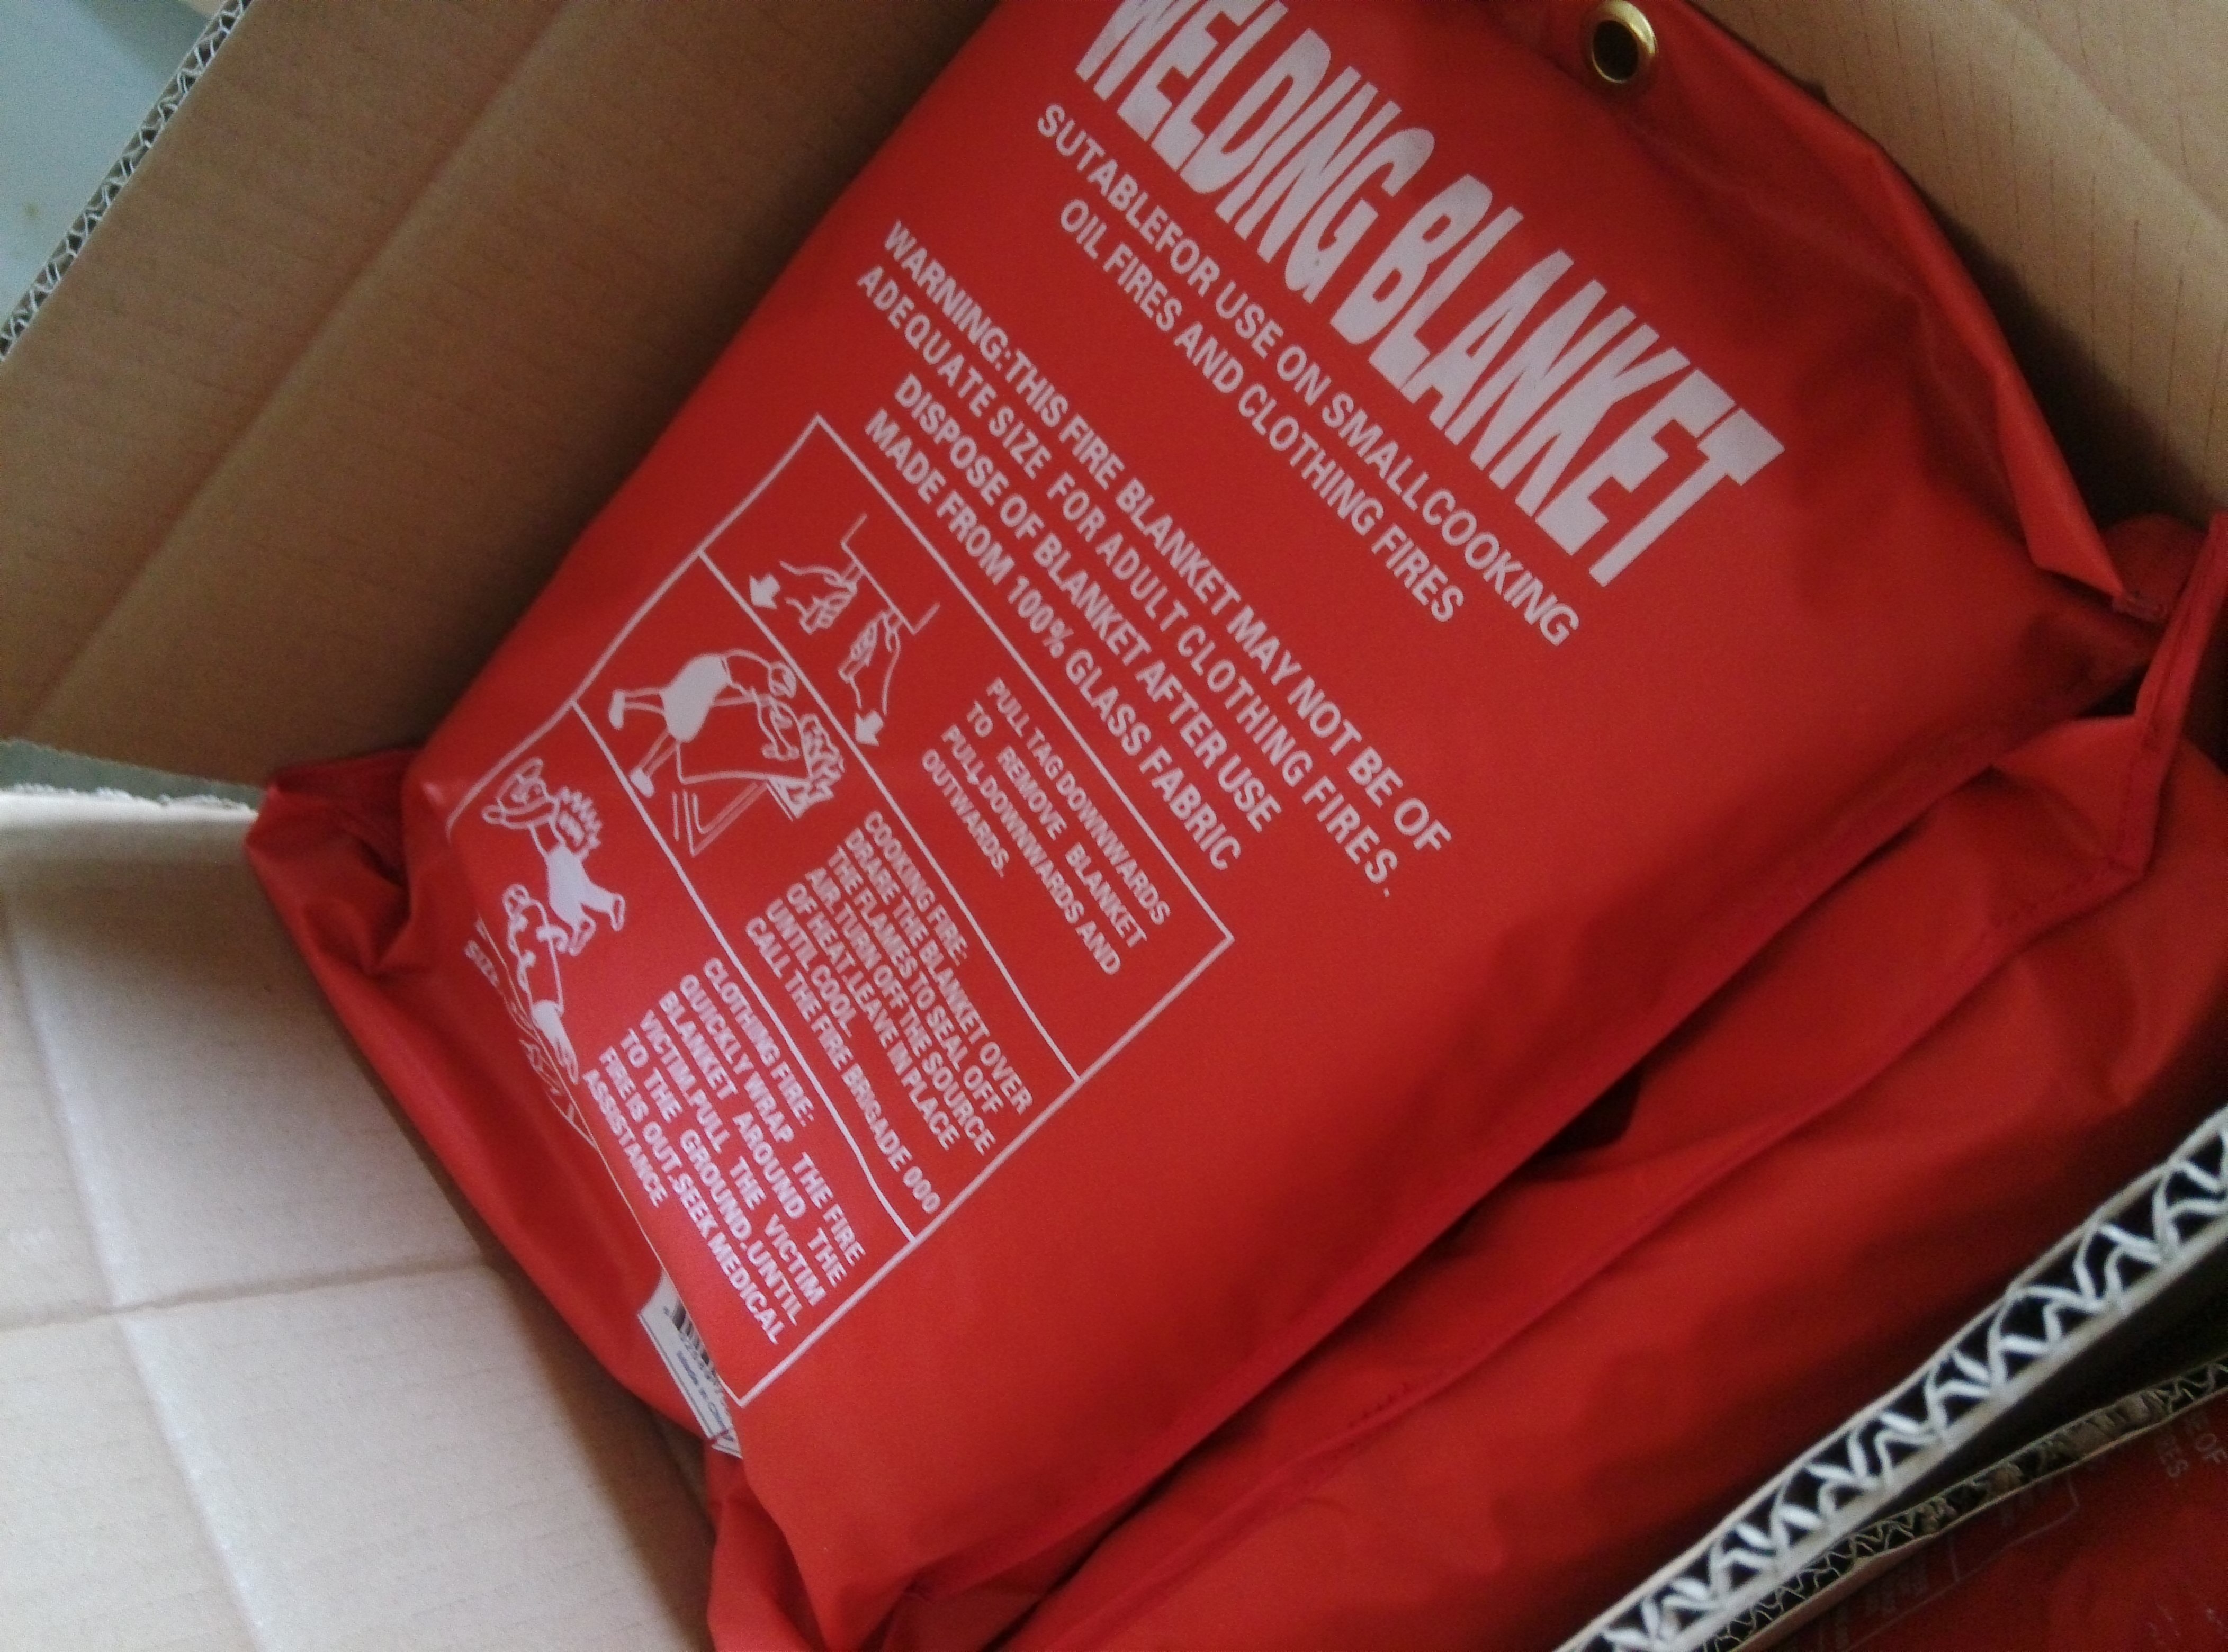 WELDING BLANKET
SUTABLEFOR USE ON SMALLCOOKING
OIL FIRES AND CLOTHING FIRES
WARNING:THIS FIRE BLANKET MAY NOT BE OF
ADEQUATE SIZE FOR ADULT CLOTHING FIRES.
DISPOSE OF BLANKET AFTER USE
MADE FROM 100% GLASS FABRIC
PULL TAG DOWNWARDS
TO REMOVE BLANKET
PULL,DOWNWARDS AND
OUTWARDS.
COOKING FIRE:
DRARE THE BLANKET OVER
THE FLAMES TO SEAL OFF
AIR.TURN OFF THE SOURCE
OF HEAT.LEAVE IN PLACE
UNTIL COOL.
CALL THE FIRE BRIGADE 000
CLOTHING FIRE:
QUICKLY WRAP THE FIRE
BLANKET AROUND THE
VICTIM.PULL THE VICTIM
TO THE GROUND.UNTIL
FIRE IS OUT.SEEK MEDICAL
ASSISTANCE
SIZE
Made in